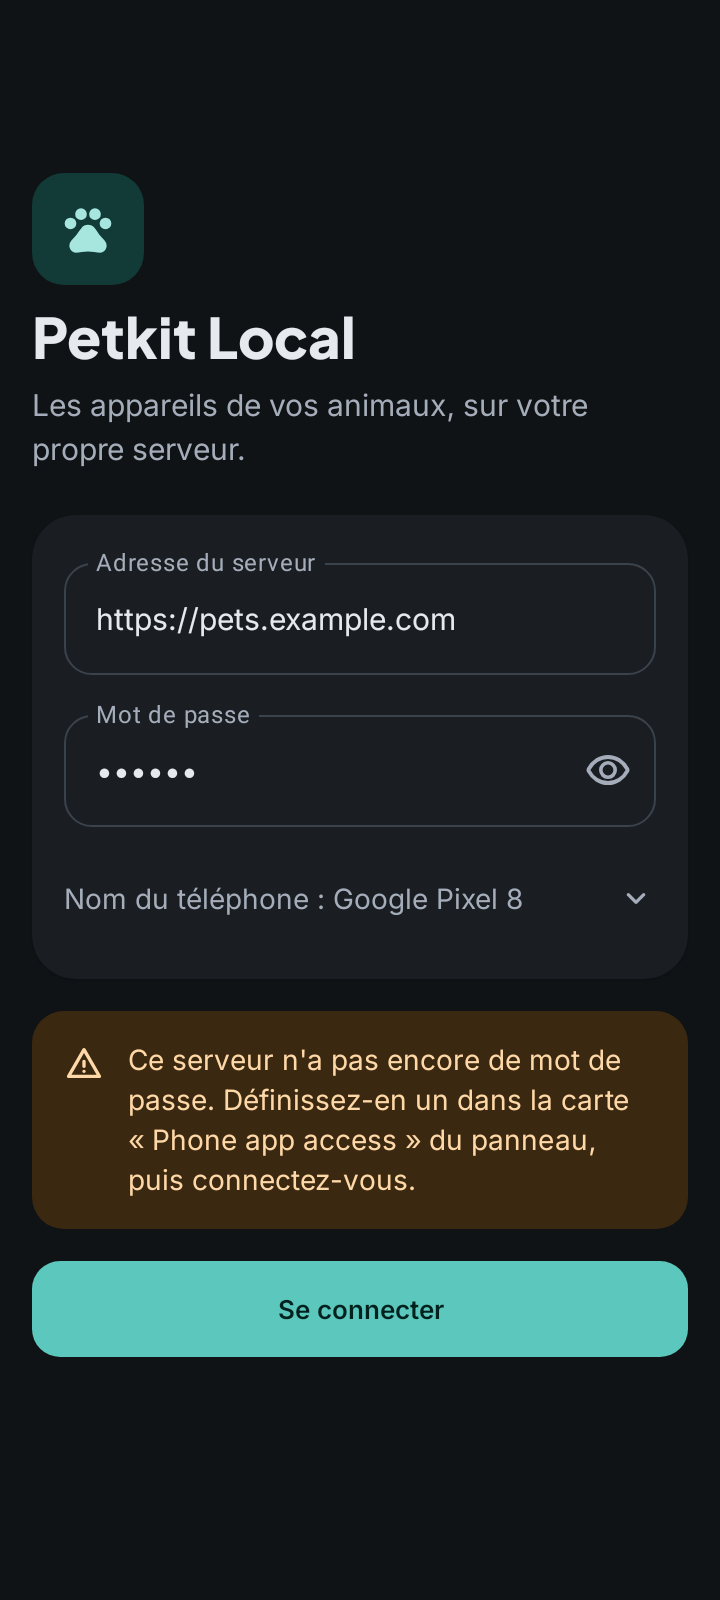 Petkit Local
Les appareils de vos animaux, sur votre
propre serveur.
Adresse du serveur
https://pets.example.com
Mot de passe
••••••
Nom du téléphone : Google Pixel 8
Ce serveur n'a pas encore de mot de
passe. Définissez-en un dans la carte
« Phone app access » du panneau,
puis connectez-vous.
Se connecter